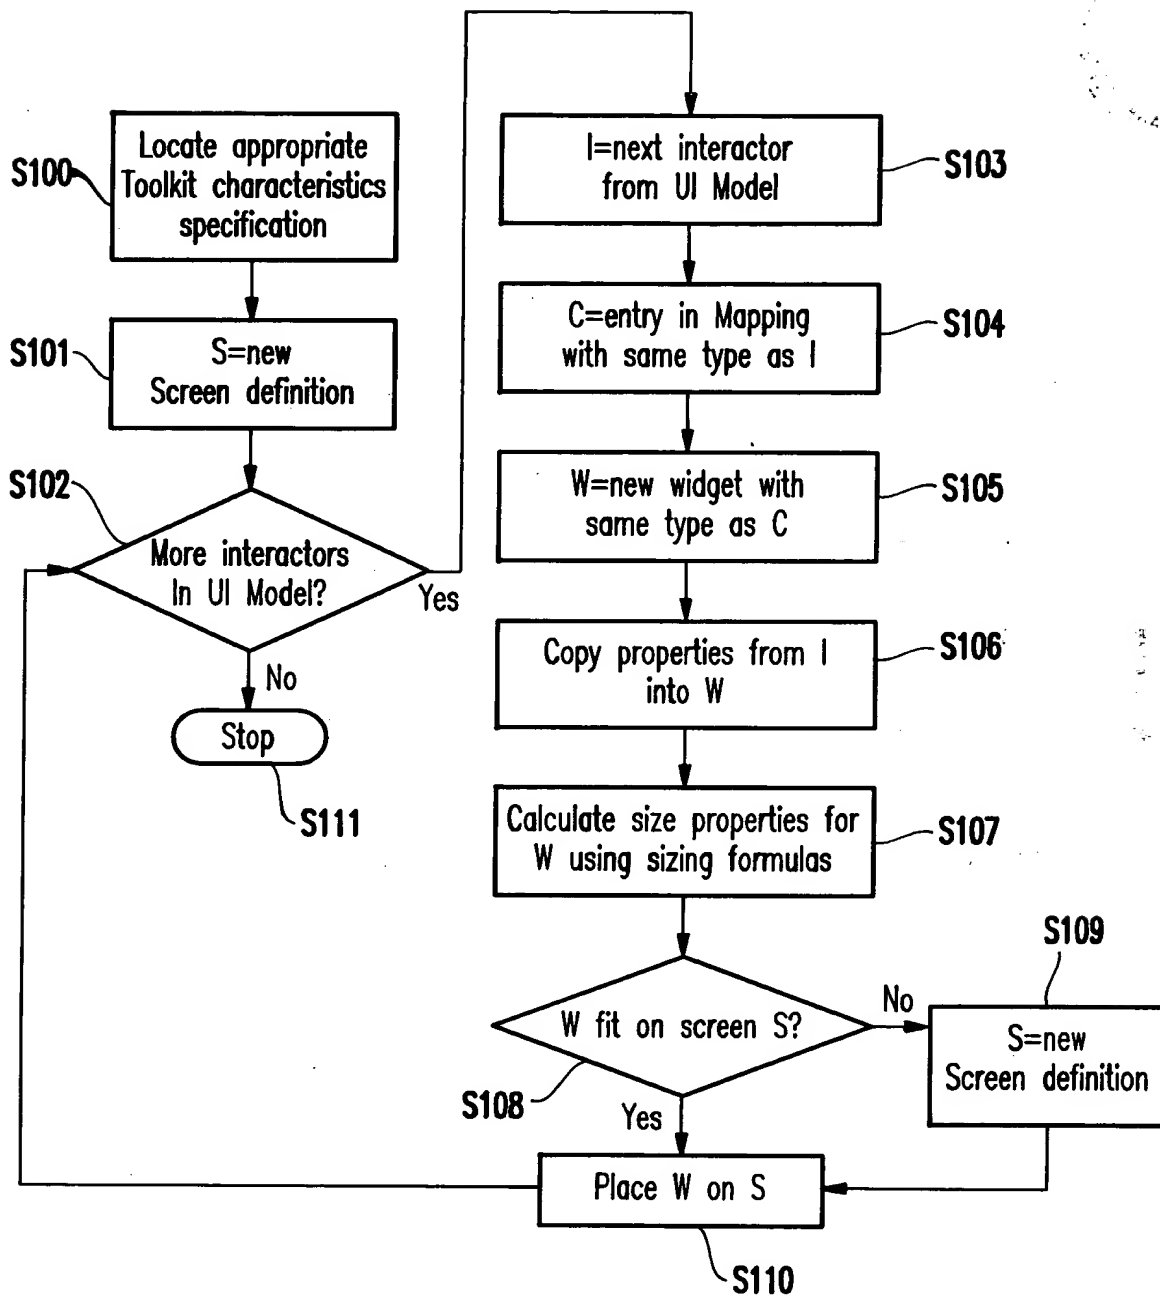 S100
Locate appropriate
Toolkit characteristics
specification
S101
S=new
Screen definition
S102
More interactors
In UI Model?
Yes
No
Stop
S111
I=next interactor
from UI Model
S103
C=entry in Mapping
with same type as I
S104
W=new widget with
same type as C
S105
Copy properties from I
into W
S106
Calculate size properties for
W using sizing formulas
S107
W fit on screen S?
S108
No
Yes
S109
S=new
Screen definition
Place W on S
S110